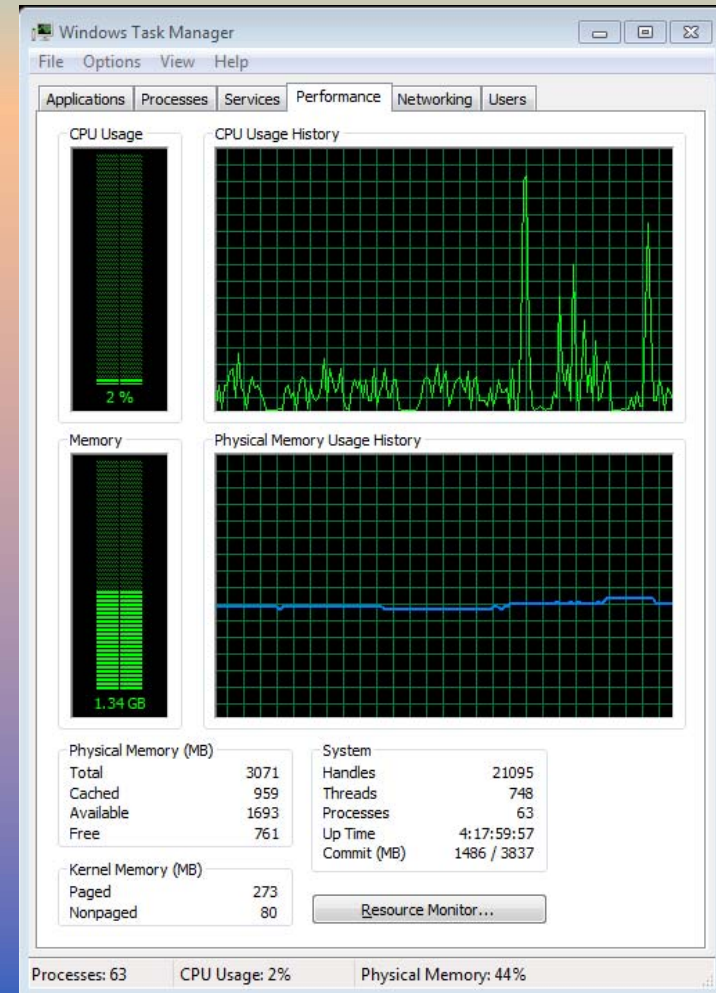 Windows Task Manager
File Options View Help
Applications Processes Services Performance Networking Users
CPU Usage
CPU Usage History
2 %
Memory
Physical Memory Usage History
1.34 GB
Physical Memory (MB)
Total 3071
Cached 959
Available 1693
Free 761
System
Handles 21095
Threads 748
Processes 63
Up Time 4:17:59:57
Commit (MB) 1486 / 3837
Kernel Memory (MB)
Paged 273
Nonpaged 80
Resource Monitor...
Processes: 63 CPU Usage: 2% Physical Memory: 44%